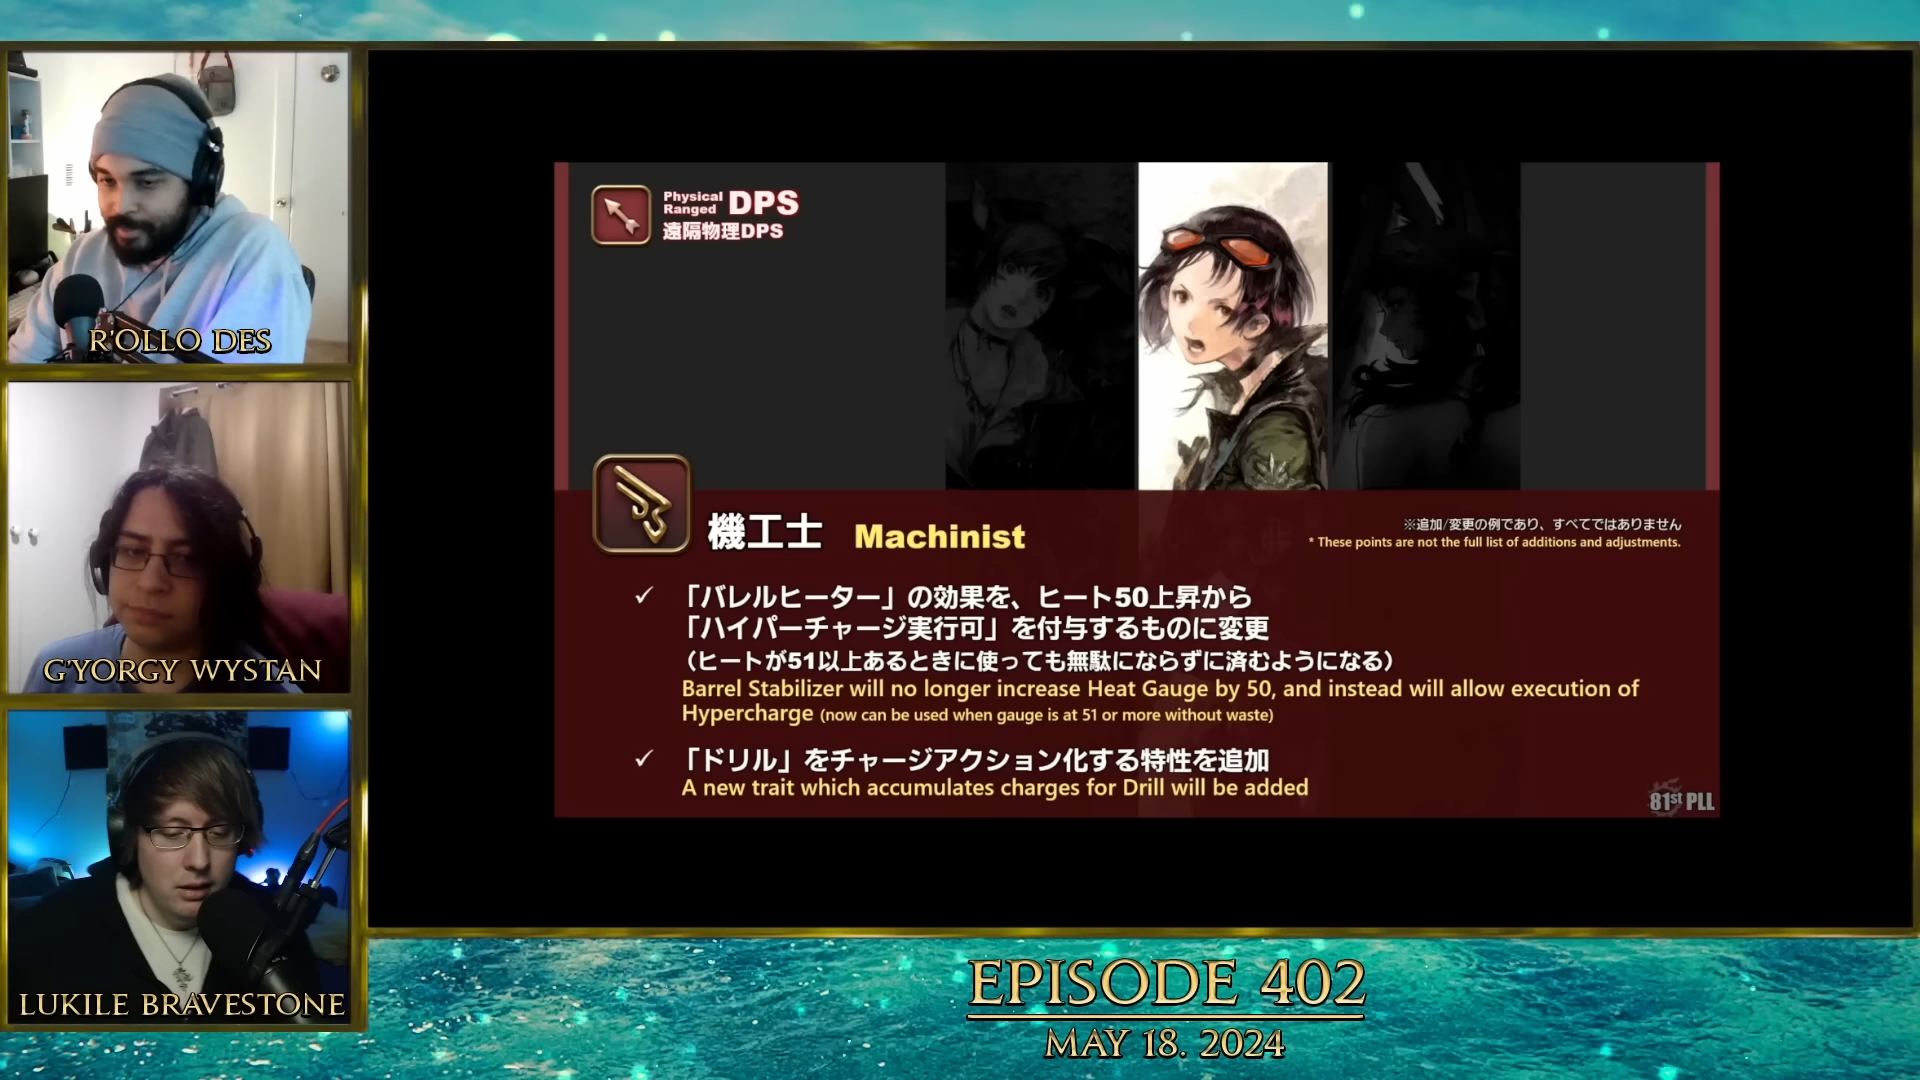 R'OLLO DES
G'YORGY WYSTAN
LUKILE BRAVESTONE
Physical
Ranged DPS
遠隔物理DPS
機工士 Machinist
※追加/変更の例であり、すべてではありません
* These points are not the full list of additions and adjustments.
✓ 「バレルヒーター」の効果を、ヒート50上昇から
「ハイパーチャージ実行可」を付与するものに変更
（ヒートが51以上あるときに使っても無駄にならずに済むようになる）
Barrel Stabilizer will no longer increase Heat Gauge by 50, and instead will allow execution of
Hypercharge (now can be used when gauge is at 51 or more without waste)
✓ 「ドリル」をチャージアクション化する特性を追加
A new trait which accumulates charges for Drill will be added
81st PLL
EPISODE 402
MAY 18. 2024